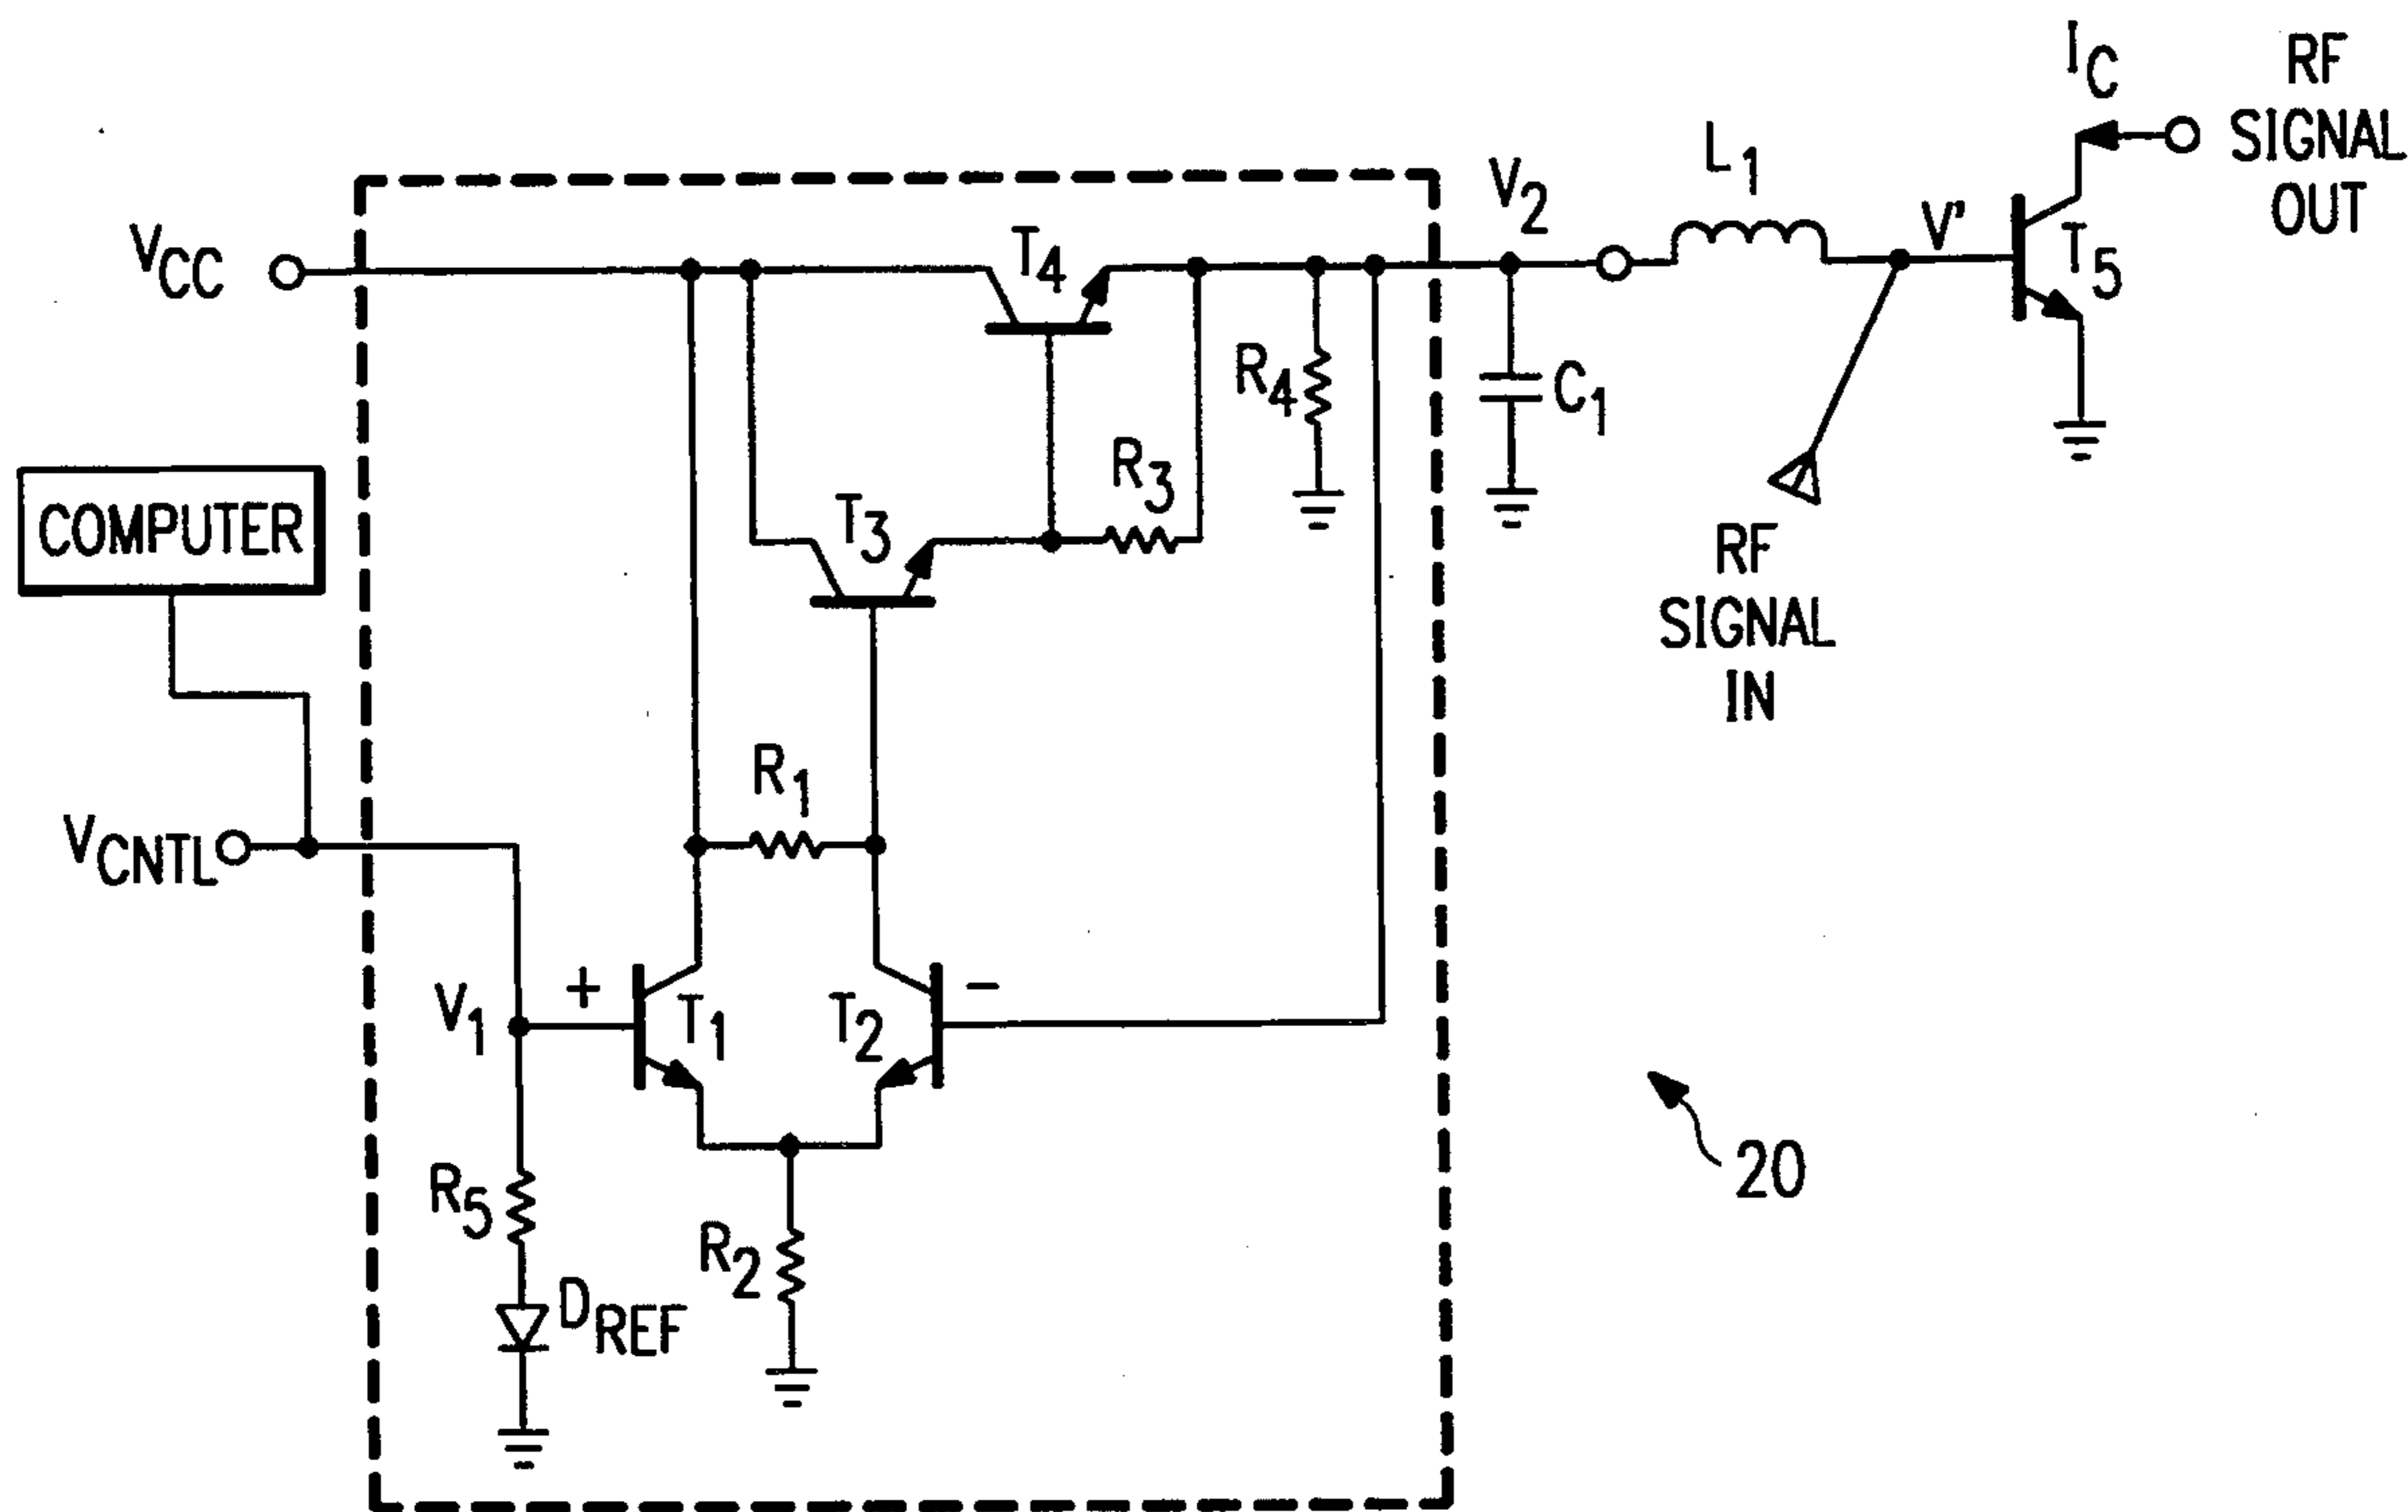 I_C
RF
SIGNAL
OUT
L_1
V_2
V'
T_5
V_CC
T_4
R_4
C_1
R_3
T_3
COMPUTER
RF
SIGNAL
IN
R_1
V_CNTL
+
-
V_1
T_1
T_2
R_5
R_2
D_REF
20